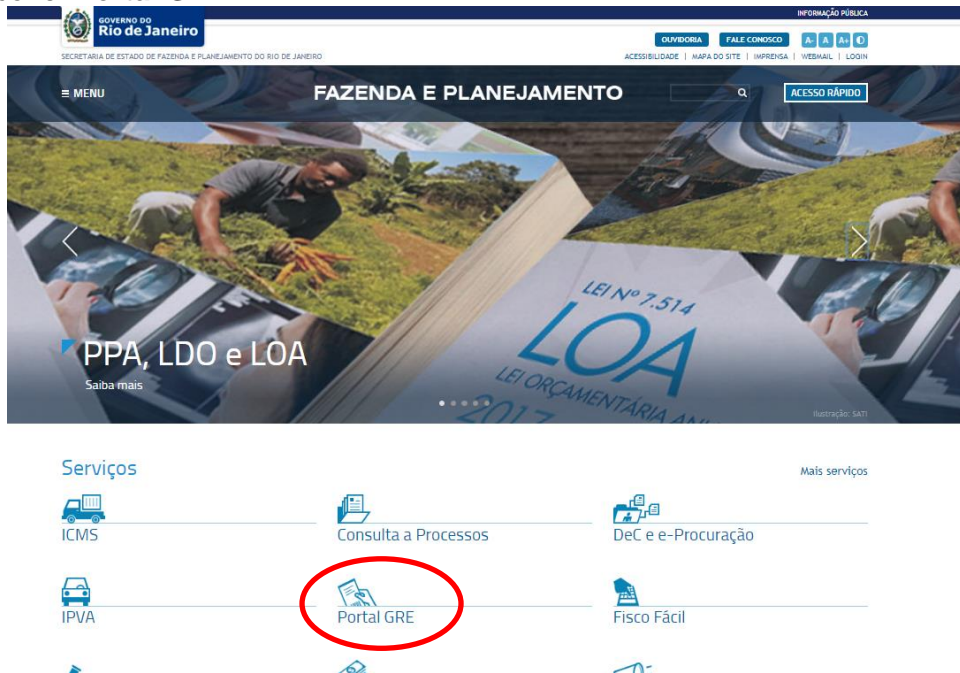 INFORMAÇÃO PÚBLICA
GOVERNO DO
Rio de Janeiro
OUVIDORIA FALE CONOSCO A- A A+
SECRETARIA DE ESTADO DE FAZENDA E PLANEJAMENTO DO RIO DE JANEIRO ACESSIBILIDADE | MAPA DO SITE | IMPRENSA | WEBMAIL | LOGIN
≡ MENU FAZENDA E PLANEJAMENTO ACESSO RÁPIDO
LEI Nº 7.514
LOA
LEI ORÇAMENTÁRIA
2017
PPA, LDO e LOA
Saiba mais
Ilustração: SATI
Serviços Mais serviços
ICMS Consulta a Processos DeC e e-Procuração
IPVA Portal GRE Fisco Fácil